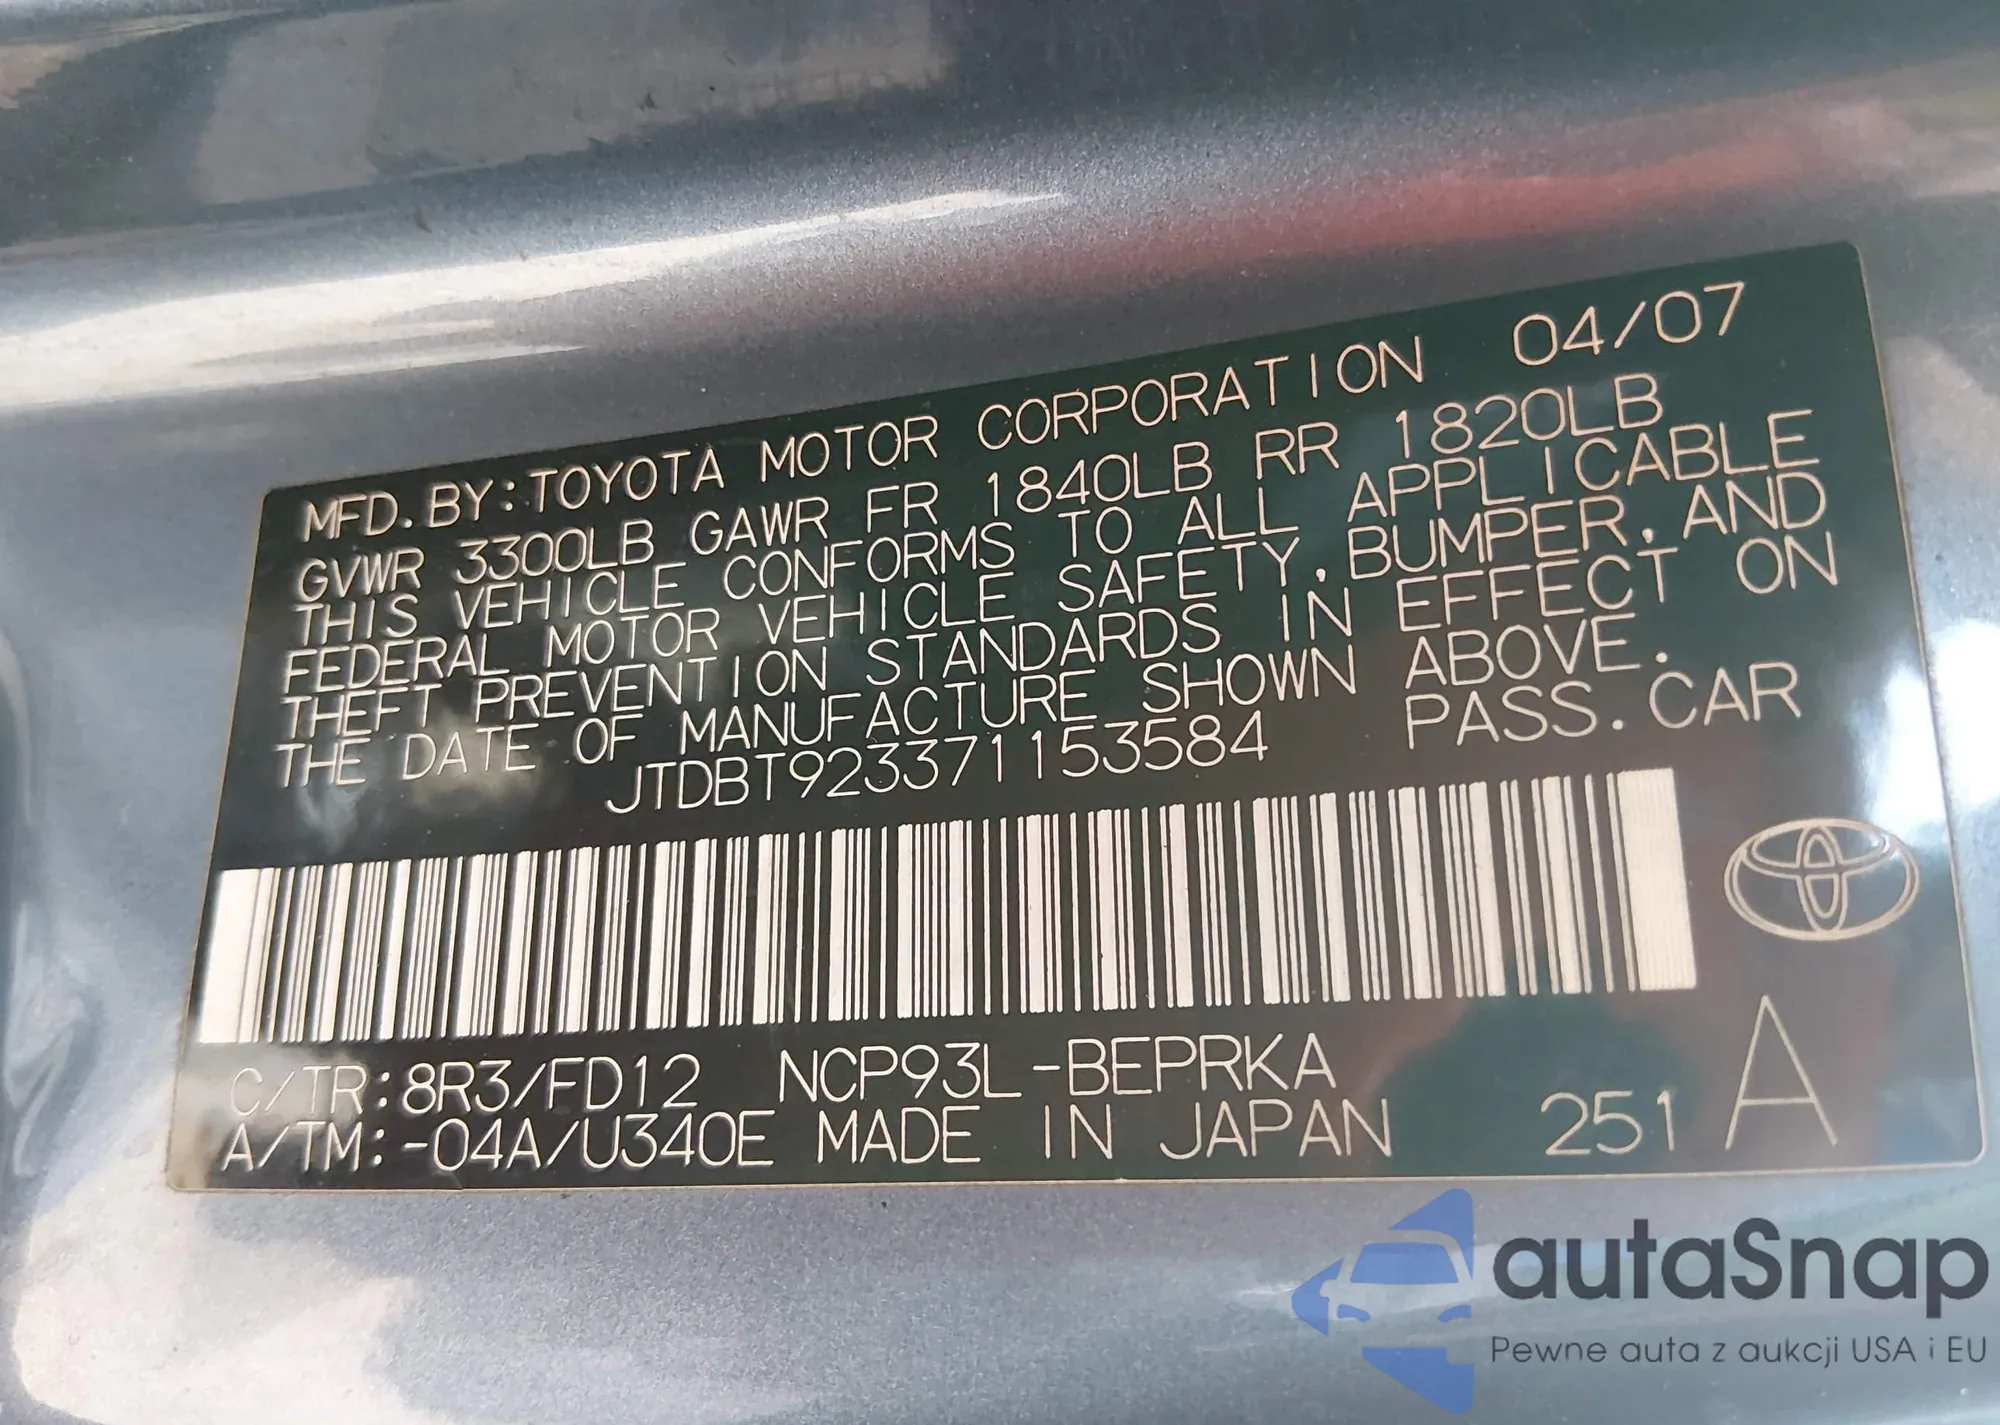 MFD. BY: TOYOTA MOTOR CORPORATION 04/07
GVWR 3300LB GAWR FR 1840LB RR 1820LB
THIS VEHICLE CONFORMS TO ALL APPLICABLE
FEDERAL MOTOR VEHICLE SAFETY, BUMPER, AND
THEFT PREVENTION STANDARDS IN EFFECT ON
THE DATE OF MANUFACTURE SHOWN ABOVE.
JTDBT923371153584 PASS. CAR
C/TR: 8R3/FD12 NCP93L-BEPRKA
A/TM: -04A/U340E MADE IN JAPAN 251 A
autaSnap
Pewne auta z aukcji USA i EU